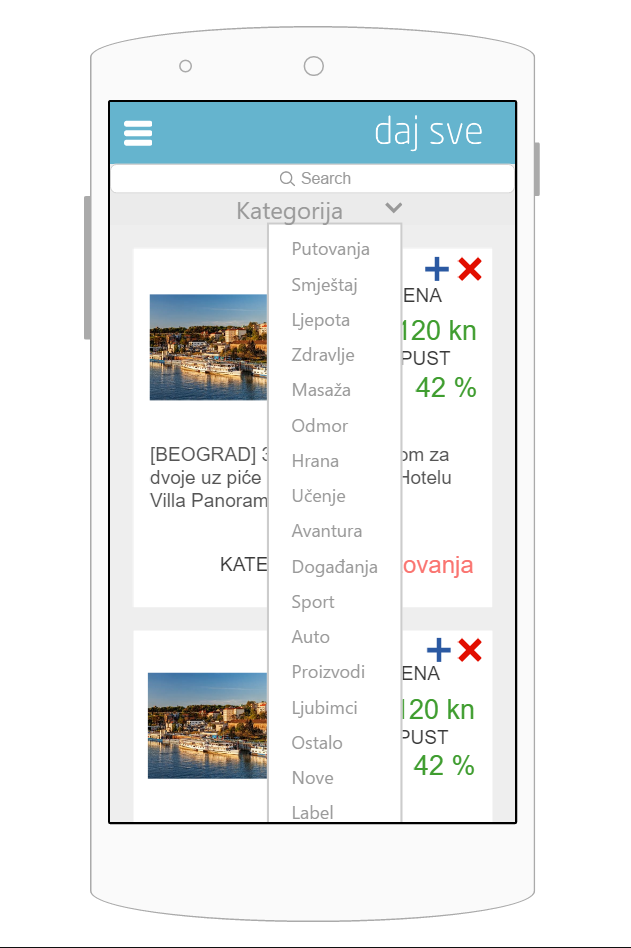 daj sve
Search
Kategorija
Putovanja
Smještaj
Ljepota
Zdravlje
Masaža
Odmor
Hrana
Učenje
Avantura
Događanja
Sport
Auto
Proizvodi
Ljubimci
Ostalo
Nove
Label
ENA
120 kn
PUST
42 %
[BEOGRAD] 3 om za
dvoje uz piće Hotelu
Villa Panoram
KATE ovanja
ENA
120 kn
PUST
42 %